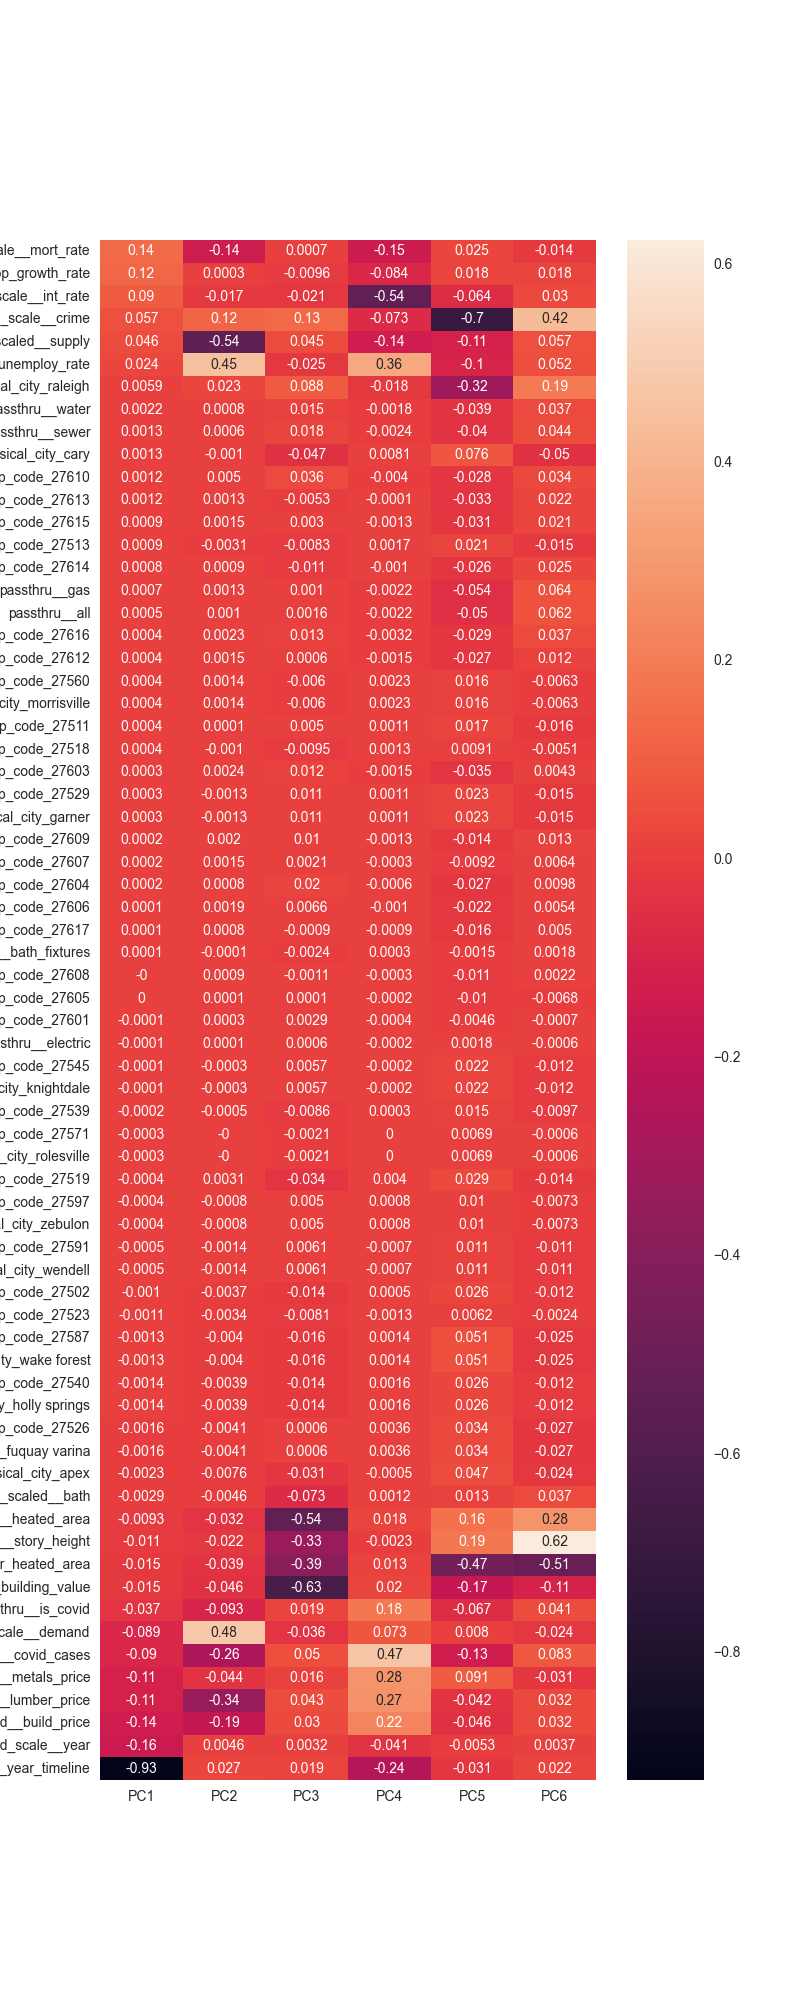 ale__mort_rate 0.14 -0.14 0.0007 -0.15 0.025 -0.014
op_growth_rate 0.12 0.0003 -0.0096 -0.084 0.018 0.018
scale__int_rate 0.09 -0.017 -0.021 -0.54 -0.064 0.03
_scale__crime 0.057 0.12 0.13 -0.073 -0.7 0.42
scaled__supply 0.046 -0.54 0.045 -0.14 -0.11 0.057
unemploy_rate 0.024 0.45 -0.025 0.36 -0.1 0.052
al_city_raleigh 0.0059 0.023 0.088 -0.018 -0.32 0.19
assthru__water 0.0022 0.0008 0.015 -0.0018 -0.039 0.037
ssthru__sewer 0.0013 0.0006 0.018 -0.0024 -0.04 0.044
sical_city_cary 0.0013 -0.001 -0.047 0.0081 0.076 -0.05
p_code_27610 0.0012 0.005 0.036 -0.004 -0.028 0.034
p_code_27613 0.0012 0.0013 -0.0053 -0.0001 -0.033 0.022
p_code_27615 0.0009 0.0015 0.003 -0.0013 -0.031 0.021
p_code_27513 0.0009 -0.0031 -0.0083 0.0017 0.021 -0.015
p_code_27614 0.0008 0.0009 -0.011 -0.001 -0.026 0.025
passthru__gas 0.0007 0.0013 0.001 -0.0022 -0.054 0.064
passthru__all 0.0005 0.001 0.0016 -0.0022 -0.05 0.062
p_code_27616 0.0004 0.0023 0.013 -0.0032 -0.029 0.037
p_code_27612 0.0004 0.0015 0.0006 -0.0015 -0.027 0.012
p_code_27560 0.0004 0.0014 -0.006 0.0023 0.016 -0.0063
city_morrisville 0.0004 0.0014 -0.006 0.0023 0.016 -0.0063
p_code_27511 0.0004 0.0001 0.005 0.0011 0.017 -0.016
p_code_27518 0.0004 -0.001 -0.0095 0.0013 0.0091 -0.0051
p_code_27603 0.0003 0.0024 0.012 -0.0015 -0.035 0.0043
p_code_27529 0.0003 -0.0013 0.011 0.0011 0.023 -0.015
cal_city_garner 0.0003 -0.0013 0.011 0.0011 0.023 -0.015
p_code_27609 0.0002 0.002 0.01 -0.0013 -0.014 0.013
p_code_27607 0.0002 0.0015 0.0021 -0.0003 -0.0092 0.0064
p_code_27604 0.0002 0.0008 0.02 -0.0006 -0.027 0.0098
p_code_27606 0.0001 0.0019 0.0066 -0.001 -0.022 0.0054
p_code_27617 0.0001 0.0008 -0.0009 -0.0009 -0.016 0.005
__bath_fixtures 0.0001 -0.0001 -0.0024 0.0003 -0.0015 0.0018
p_code_27608 -0 0.0009 -0.0011 -0.0003 -0.011 0.0022
p_code_27605 0 0.0001 0.0001 -0.0002 -0.01 -0.0068
p_code_27601 -0.0001 0.0003 0.0029 -0.0004 -0.0046 -0.0007
sthru__electric -0.0001 0.0001 0.0006 -0.0002 0.0018 -0.0006
p_code_27545 -0.0001 -0.0003 0.0057 -0.0002 0.022 -0.012
city_knightdale -0.0001 -0.0003 0.0057 -0.0002 0.022 -0.012
p_code_27539 -0.0002 -0.0005 -0.0086 0.0003 0.015 -0.0097
p_code_27571 -0.0003 -0 -0.0021 0 0.0069 -0.0006
_city_rolesville -0.0003 -0 -0.0021 0 0.0069 -0.0006
p_code_27519 -0.0004 0.0031 -0.034 0.004 0.029 -0.014
p_code_27597 -0.0004 -0.0008 0.005 0.0008 0.01 -0.0073
al_city_zebulon -0.0004 -0.0008 0.005 0.0008 0.01 -0.0073
p_code_27591 -0.0005 -0.0014 0.0061 -0.0007 0.011 -0.011
al_city_wendell -0.0005 -0.0014 0.0061 -0.0007 0.011 -0.011
p_code_27502 -0.001 -0.0037 -0.014 0.0005 0.026 -0.012
p_code_27523 -0.0011 -0.0034 -0.0081 -0.0013 0.0062 -0.0024
p_code_27587 -0.0013 -0.004 -0.016 0.0014 0.051 -0.025
ty_wake forest -0.0013 -0.004 -0.016 0.0014 0.051 -0.025
p_code_27540 -0.0014 -0.0039 -0.014 0.0016 0.026 -0.012
y_holly springs -0.0014 -0.0039 -0.014 0.0016 0.026 -0.012
p_code_27526 -0.0016 -0.0041 0.0006 0.0036 0.034 -0.027
_fuquay varina -0.0016 -0.0041 0.0006 0.0036 0.034 -0.027
sical_city_apex -0.0023 -0.0076 -0.031 -0.0005 0.047 -0.024
_scaled__bath -0.0029 -0.0046 -0.073 0.0012 0.013 0.037
__heated_area -0.0093 -0.032 -0.54 0.018 0.16 0.28
__story_height -0.011 -0.022 -0.33 -0.0023 0.19 0.62
r_heated_area -0.015 -0.039 -0.39 0.013 -0.47 -0.51
_building_value -0.015 -0.046 -0.63 0.02 -0.17 -0.11
thru__is_covid -0.037 -0.093 0.019 0.18 -0.067 0.041
cale__demand -0.089 0.48 -0.036 0.073 0.008 -0.024
__covid_cases -0.09 -0.26 0.05 0.47 -0.13 0.083
__metals_price -0.11 -0.044 0.016 0.28 0.091 -0.031
__lumber_price -0.11 -0.34 0.043 0.27 -0.042 0.032
d__build_price -0.14 -0.19 0.03 0.22 -0.046 0.032
d_scale__year -0.16 0.0046 0.0032 -0.041 -0.0053 0.0037
_year_timeline -0.93 0.027 0.019 -0.24 -0.031 0.022
PC1 PC2 PC3 PC4 PC5 PC6
0.6
0.4
0.2
0.0
−0.2
−0.4
−0.6
−0.8